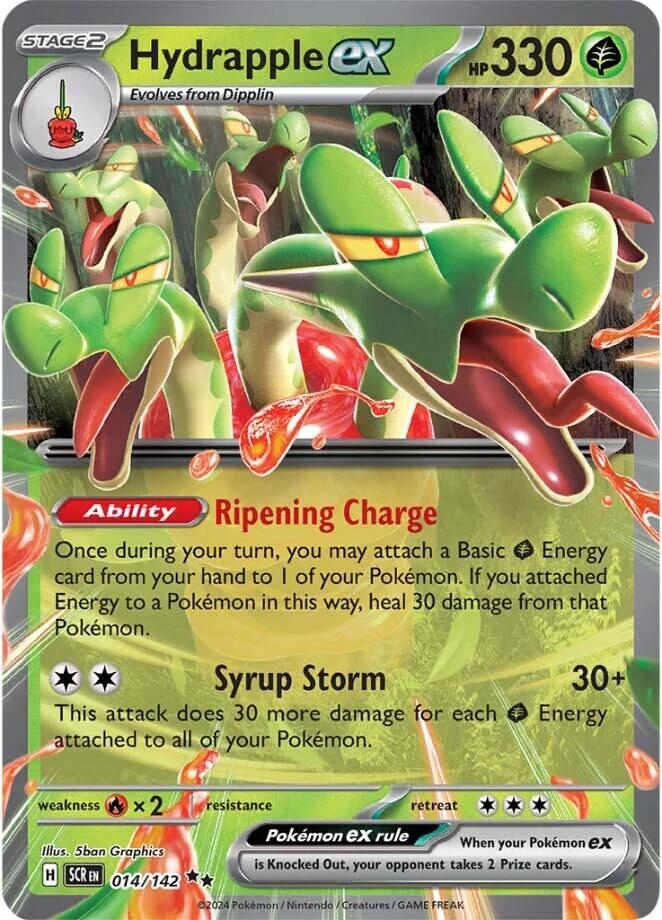 STAGE2
Hydrapple ex
HP 330
Evolves from Dipplin
Ability Ripening Charge
Once during your turn, you may attach a Basic Energy
card from your hand to 1 of your Pokémon. If you attached
Energy to a Pokémon in this way, heal 30 damage from that
Pokémon.
Syrup Storm 30+
This attack does 30 more damage for each Energy
attached to all of your Pokémon.
weakness ×2 resistance retreat
Illus. 5ban Graphics
Pokémon ex rule
When your Pokémon ex
is Knocked Out, your opponent takes 2 Prize cards.
H SCR EN 014/142 ★★
©2024 Pokémon / Nintendo / Creatures / GAME FREAK